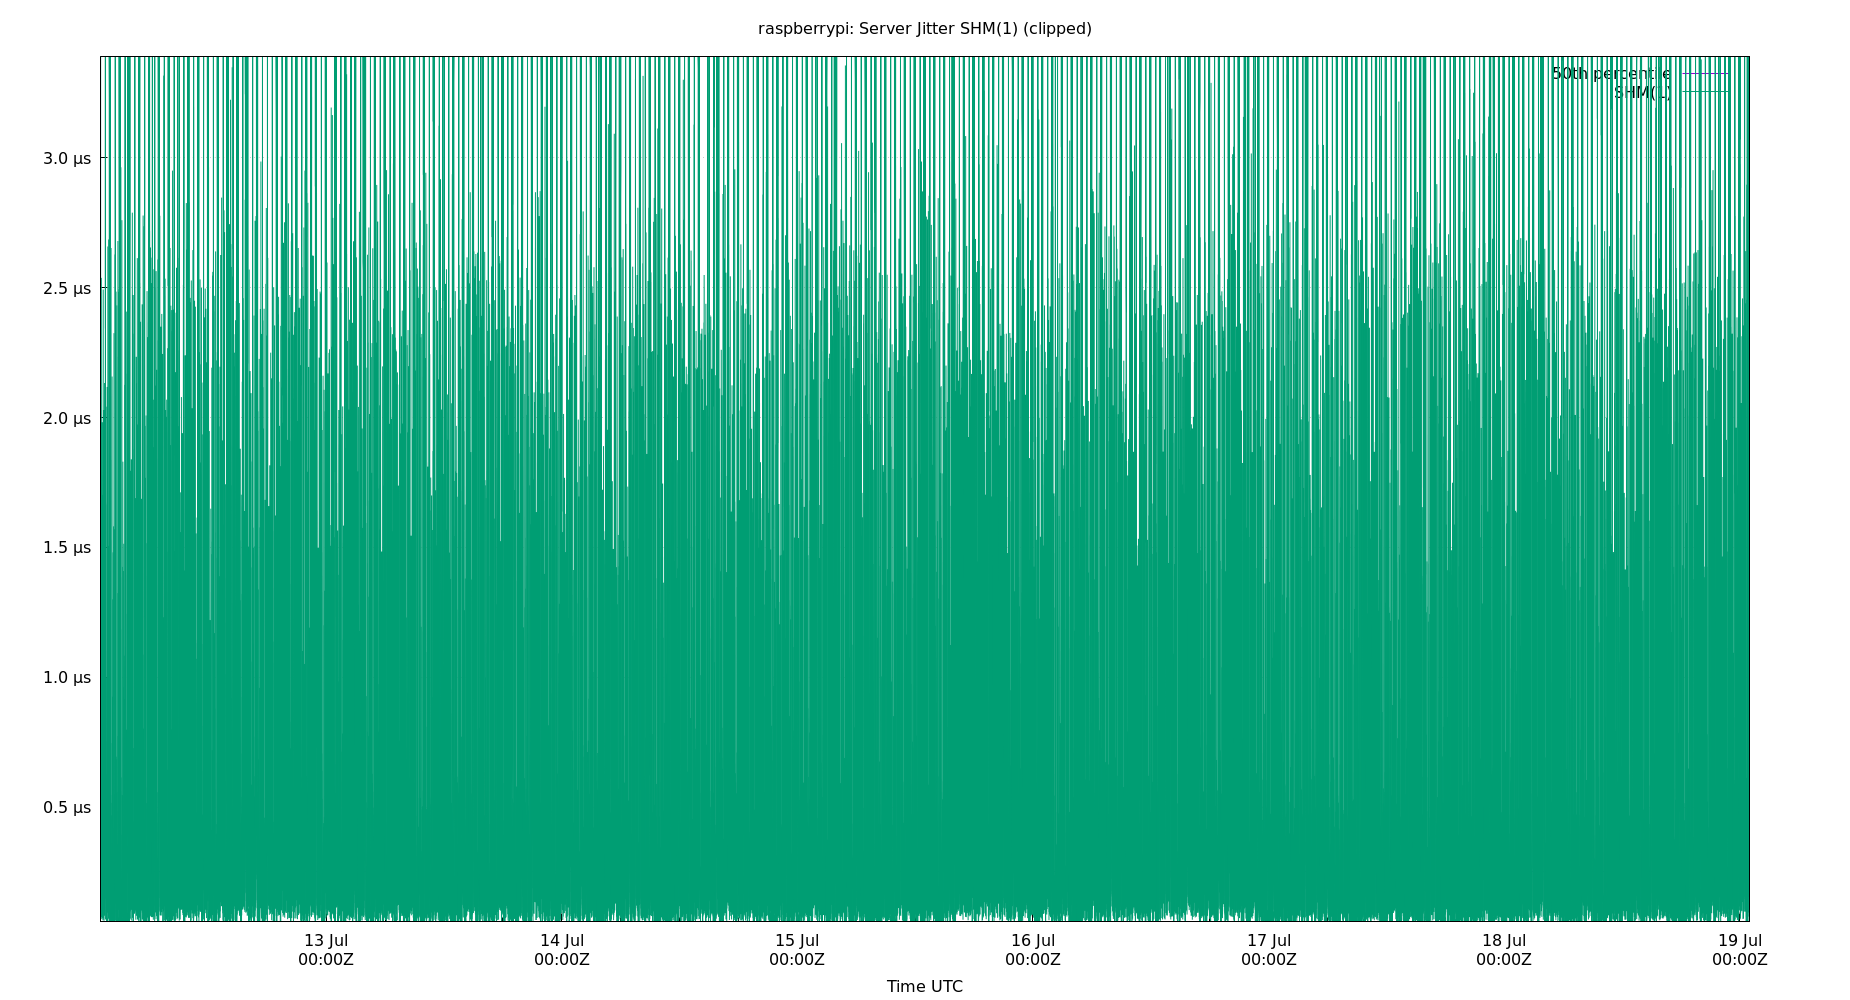 raspberrypi: Server Jitter SHM(1) (clipped)
50th percentile
SHM(1)
3.0 µs
2.5 µs
2.0 µs
1.5 µs
1.0 µs
0.5 µs
13 Jul 14 Jul 15 Jul 16 Jul 17 Jul 18 Jul 19 Jul
00:00Z 00:00Z 00:00Z 00:00Z 00:00Z 00:00Z 00:00Z
Time UTC